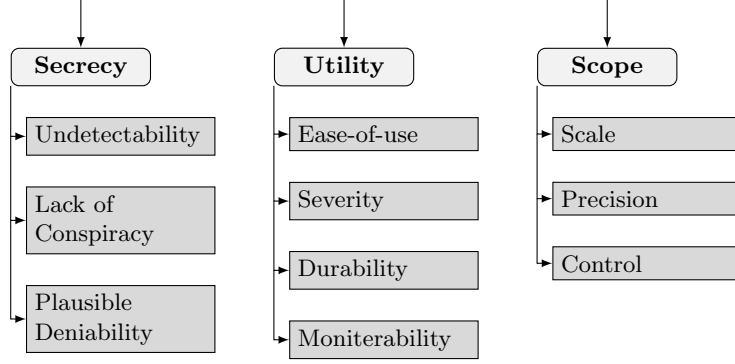 Secrecy
Undetectability
Lack of
Conspiracy
Plausible
Deniability
Utility
Ease-of-use
Severity
Durability
Moniterability
Scope
Scale
Precision
Control